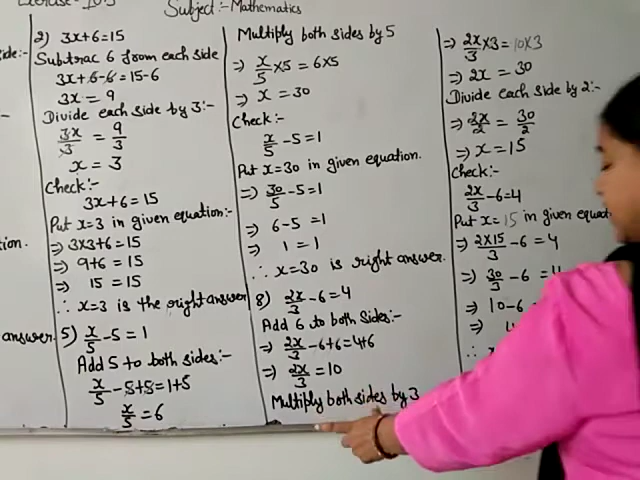 Exercise - 10.3
Subject:- Mathematics
side:-
answer.
2) 3x+6=15
Subtrac 6 from each side
3x+6-6=15-6
3x = 9
Divide each side by 3:-
3x/3 = 9/3
x = 3
Check:-
3x+6=15
Put x=3 in given equation:-
⇒ 3×3+6=15
⇒ 9+6 = 15
⇒ 15 = 15
∴ x=3 is the right answer
5) x/5 -5 = 1
Add 5 to both sides:-
x/5 -5+5=1+5
x/5 = 6
Multiply both sides by 5
⇒ x/5 ×5 = 6×5
⇒ x = 30
Check:
x/5 -5=1
Put x=30 in given equation.
⇒ 30/5 -5=1
⇒ 6-5 =1
⇒ 1 = 1
∴ x=30 is right answer.
8) 2x/3 -6=4
Add 6 to both sides:-
⇒ 2x/3 -6+6=4+6
⇒ 2x/3 =10
Multiply both sides by 3
⇒ 2x/3 ×3=10×3
⇒ 2x = 30
Divide each side by 2:
⇒ 2x/2 = 30/2
⇒ x=15
Check:-
2x/3 -6=4
Put x=15 in given
⇒ 2×15/3 -6 = 4
⇒ 30/3 -6 = 4
⇒ 10-6
⇒
∴